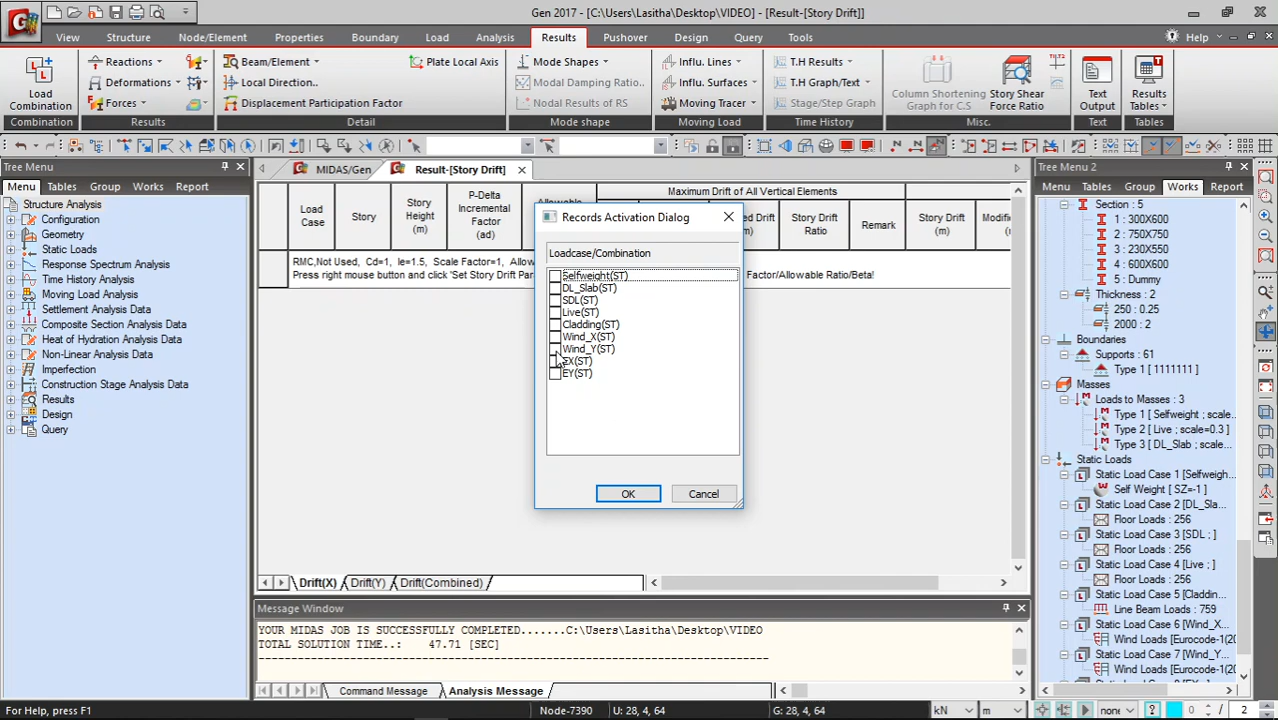 Gen 2017 - [C:\Users\Lasitha\Desktop\VIDEO] - [Result-[Story Drift]]
View Structure Node/Element Properties Boundary Load Analysis Results Pushover Design Query Tools Help
Load Combination
Combination
Reactions
Deformations
Forces
Results
Beam/Element
Local Direction..
Displacement Participation Factor
Plate Local Axis
Detail
Mode Shapes
Modal Damping Ratio..
Nodal Results of RS
Mode shape
Influ. Lines
Influ. Surfaces
Moving Tracer
Moving Load
T.H Results
T.H Graph/Text
Stage/Step Graph
Time History
Column Shortening Graph for C.S
Story Shear Force Ratio
Misc.
Text Output
Text
Results Tables
Tables
Tree Menu
Menu Tables Group Works Report
Structure Analysis
Configuration
Geometry
Static Loads
Response Spectrum Analysis
Time History Analysis
Moving Load Analysis
Settlement Analysis Data
Composite Section Analysis Data
Heat of Hydration Analysis Data
Non-Linear Analysis Data
Imperfection
Construction Stage Analysis Data
Results
Design
Query
MIDAS/Gen
Result-[Story Drift]
Load Case
Story
Story Height (m)
P-Delta Incremental Factor (ad)
Allowable
Maximum Drift of All Vertical Elements
Drift (m)
Story Drift Ratio
Remark
Story Drift (m)
RMC,Not Used, Cd=1, Ie=1.5, Scale Factor=1,
Press right mouse button and click 'Set Story Drift Par
Factor/Allowable Ratio/Beta!
Records Activation Dialog
Loadcase/Combination
Selfweight(ST)
DL_Slab(ST)
SDL(ST)
Live(ST)
Cladding(ST)
Wind_X(ST)
Wind_Y(ST)
EX(ST)
EY(ST)
OK
Cancel
Drift(X) Drift(Y) Drift(Combined)
Message Window
YOUR MIDAS JOB IS SUCCESSFULLY COMPLETED.......C:\Users\Lasitha\Desktop\VIDEO
TOTAL SOLUTION TIME..: 47.71 [SEC]
Command Message Analysis Message
Tree Menu 2
Menu Tables Group Works Report
Section : 5
1 : 300X600
2 : 750X750
3 : 230X550
4 : 600X600
5 : Dummy
Thickness : 2
1 : 250 0.25
2 : 2000 : 2
Boundaries
Supports : 61
Type 1 [ 1111111 ]
Masses
Loads to Masses : 3
Type 1 [ Selfweight ; scale
Type 2 [ Live ; scale=0.3 ]
Type 3 [ DL_Slab ; scale...
Static Loads
Static Load Case 1 [Selfweigh
Self Weight [ SZ=-1 ]
Static Load Case 2 [DL_Sla...
Floor Loads : 256
Static Load Case 3 [SDL ; ]
Floor Loads : 256
Static Load Case 4 [Live ; ]
Floor Loads : 256
Static Load Case 5 [Claddin...
Line Beam Loads : 759
Static Load Case 6 [Wind_X...
Wind Loads [Eurocode-1(20
Static Load Case 7 [Wind_Y...
Wind Loads [Eurocode-1(20
For Help, press F1
Node-7390
U: 28, 4, 64
G: 28, 4, 64
kN
m
none
0 / 2